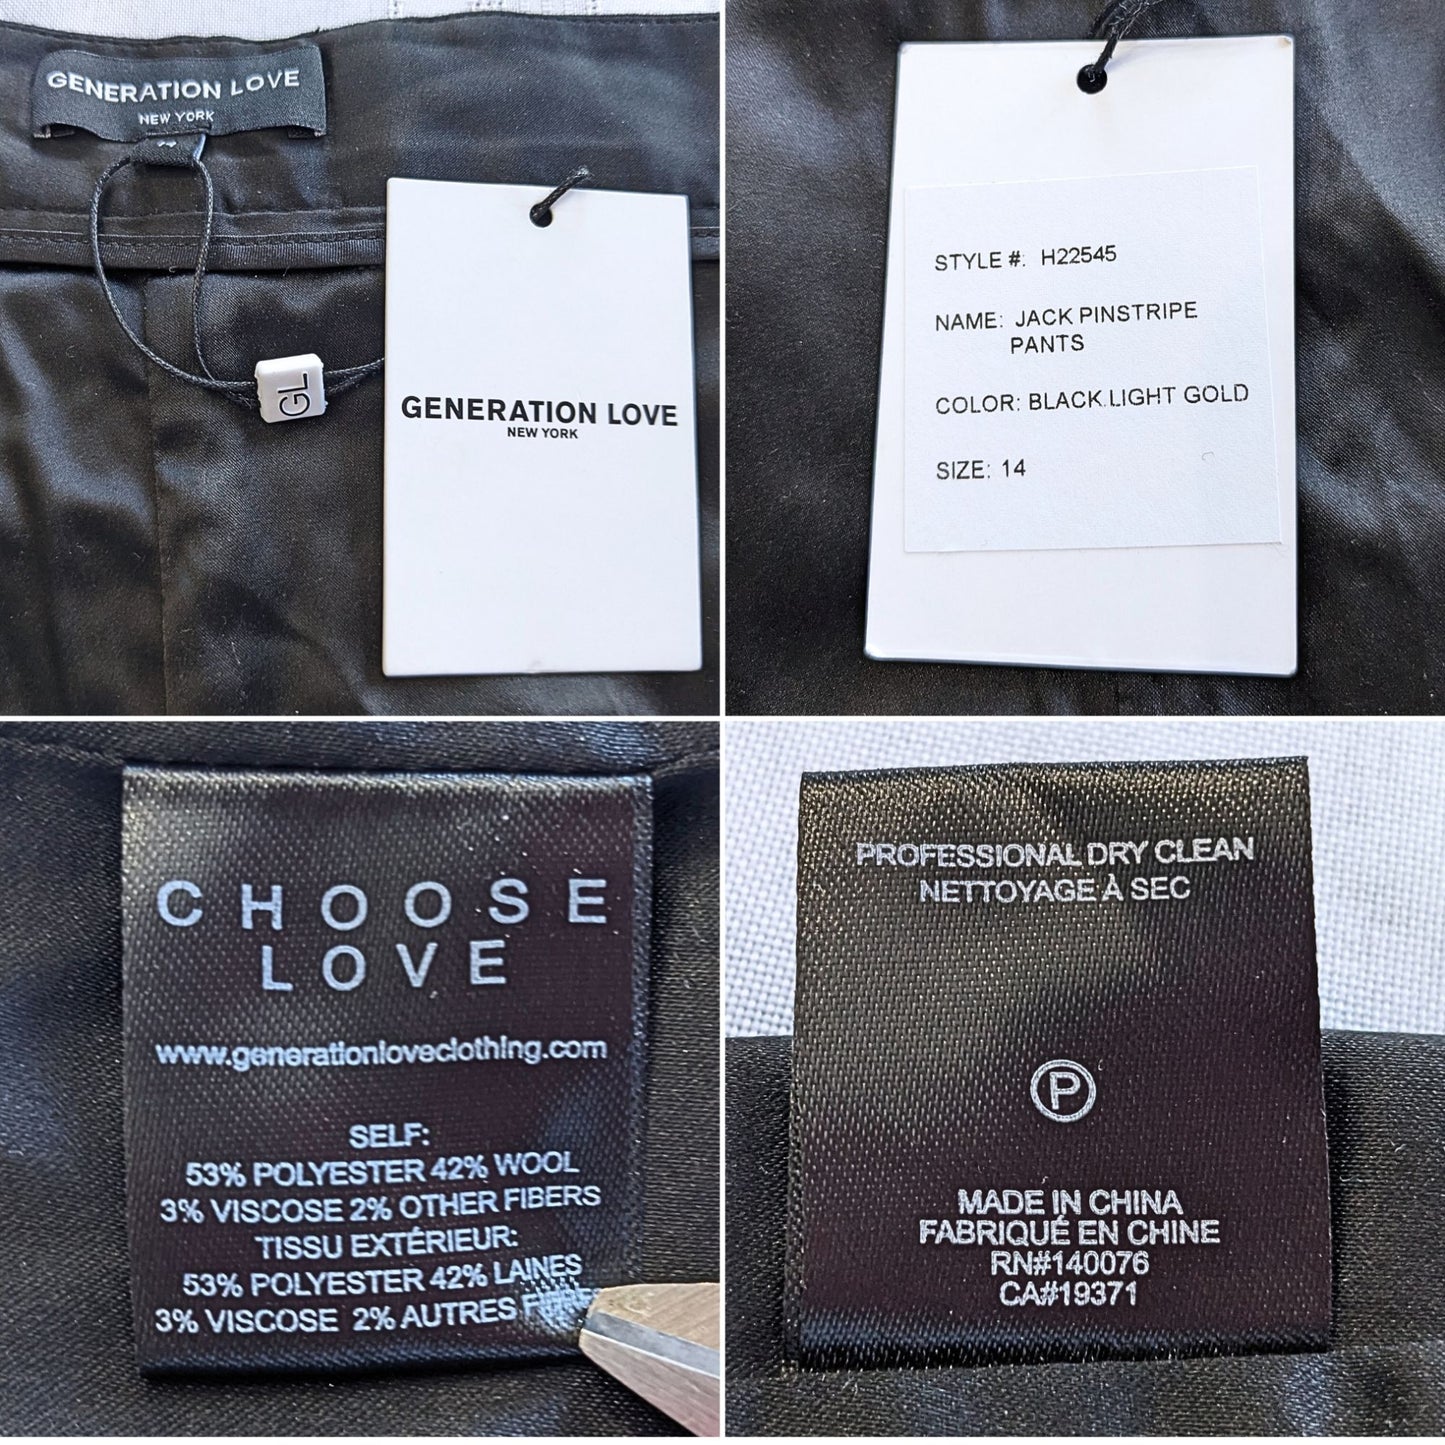 GENERATION LOVE
NEW YORK
GL
GENERATION LOVE
NEW YORK
STYLE #: H22545
NAME: JACK PINSTRIPE
PANTS
COLOR: BLACK.LIGHT GOLD
SIZE: 14
CHOOSE
LOVE
www.generationloveclothing.com
SELF:
53% POLYESTER 42% WOOL
3% VISCOSE 2% OTHER FIBERS
TISSU EXTÉRIEUR:
53% POLYESTER 42% LAINES
3% VISCOSE 2% AUTRES
PROFESSIONAL DRY CLEAN
NETTOYAGE À SEC
P
MADE IN CHINA
FABRIQUÉ EN CHINE
RN#140076
CA#19371